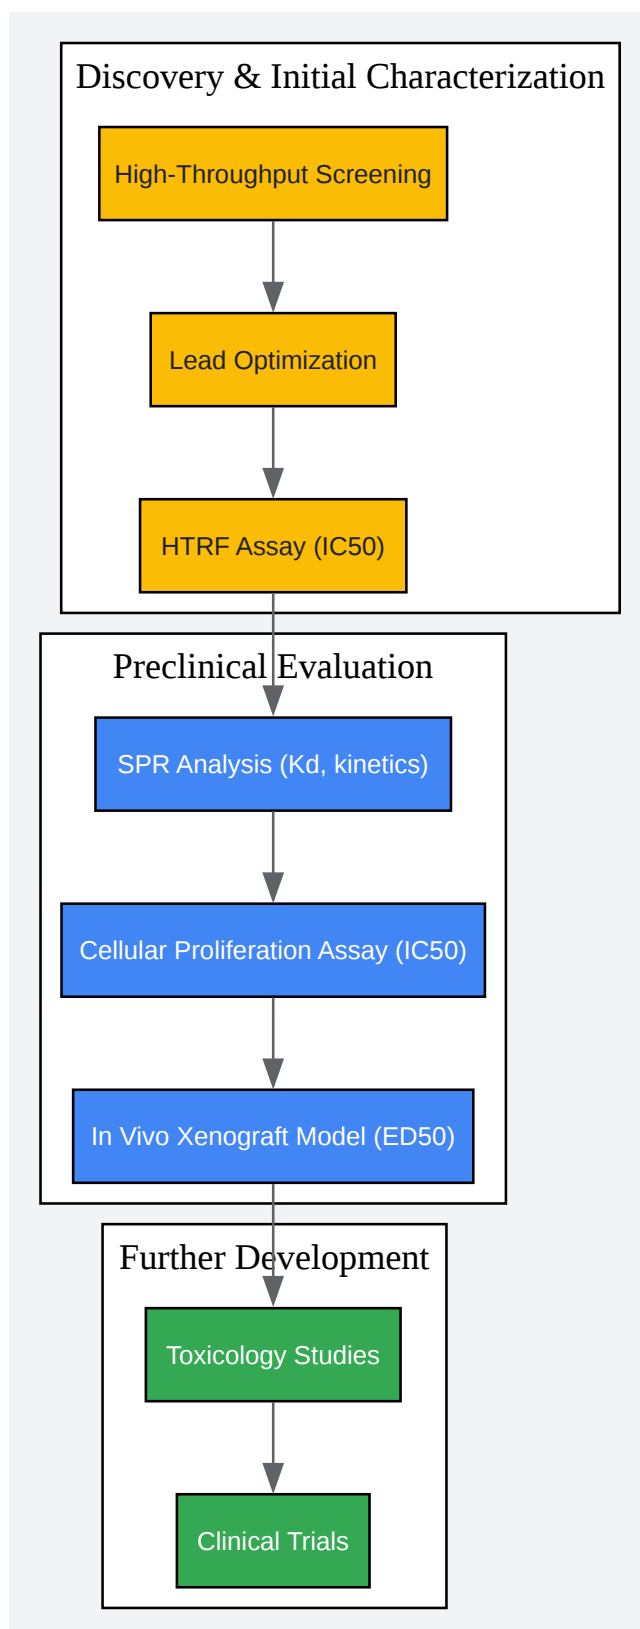 Discovery & Initial Characterization
High-Throughput Screening
Lead Optimization
HTRF Assay (IC50)
Preclinical Evaluation
SPR Analysis (Kd, kinetics)
Cellular Proliferation Assay (IC50)
In Vivo Xenograft Model (ED50)
Further Development
Toxicology Studies
Clinical Trials